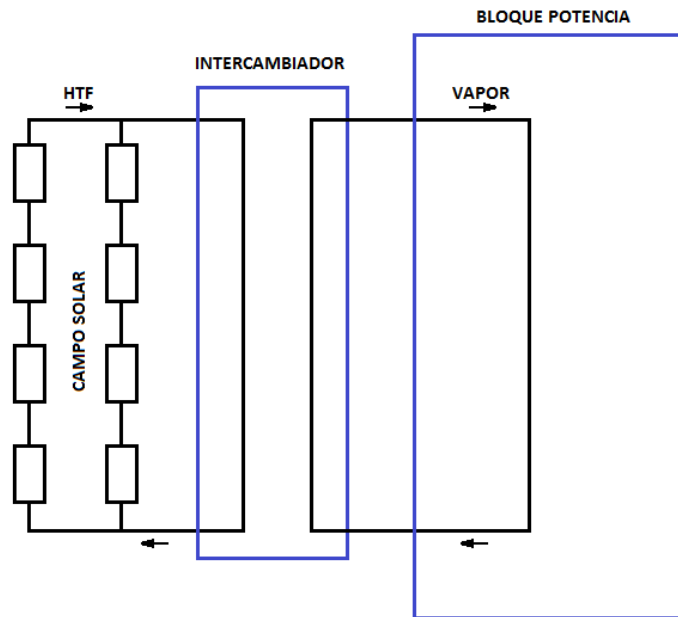 BLOQUE POTENCIA
INTERCAMBIADOR
HTF
VAPOR
CAMPO SOLAR